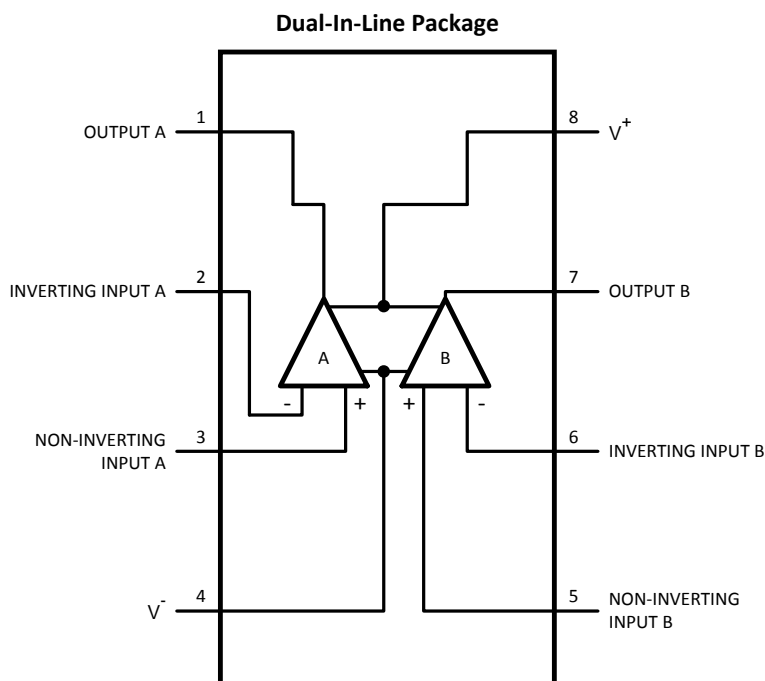 Dual-In-Line Package
1
OUTPUT A
8
V+
2
INVERTING INPUT A
7
OUTPUT B
A
B
-
+
+
-
3
NON-INVERTING
INPUT A
6
INVERTING INPUT B
4
V-
5
NON-INVERTING
INPUT B